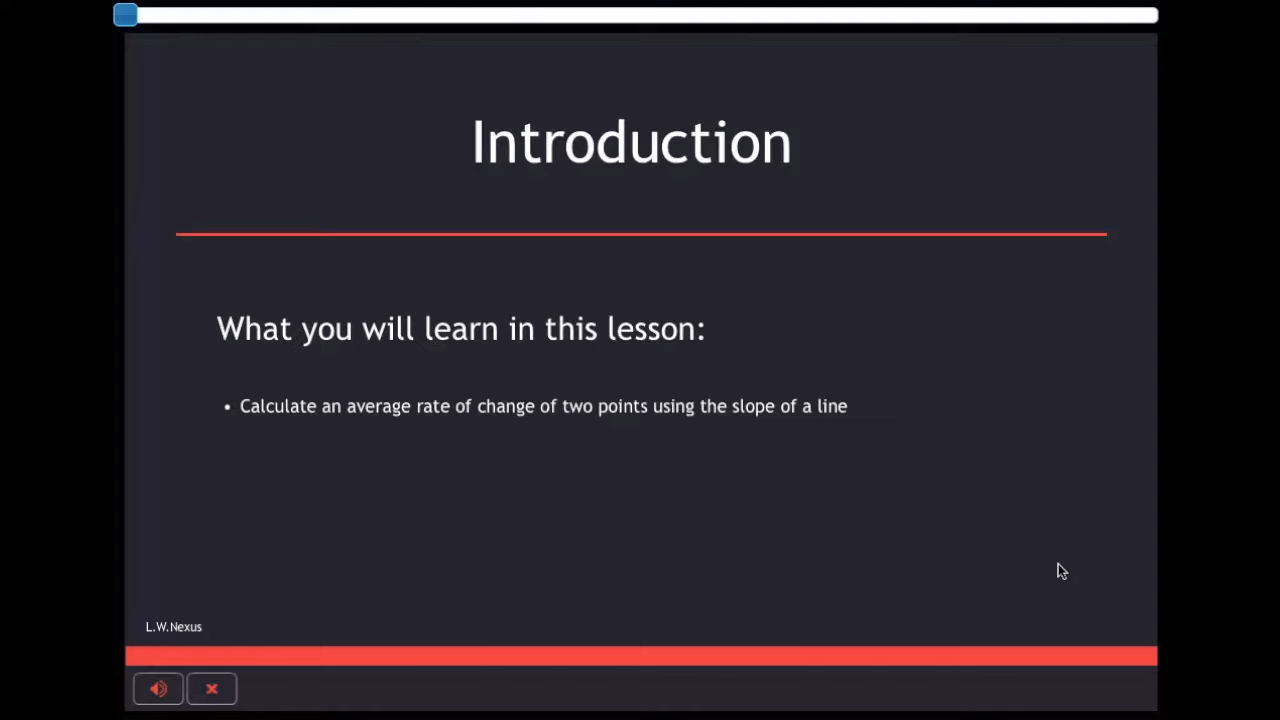 Introduction
What you will learn in this lesson:
• Calculate an average rate of change of two points using the slope of a line
L.W.Nexus